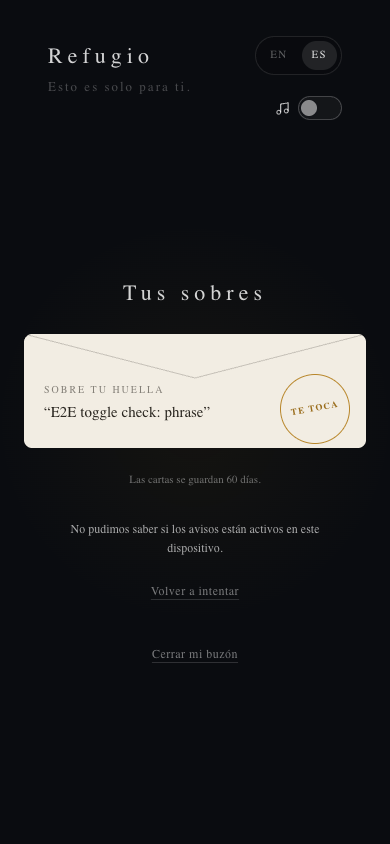 Refugio
EN ES
Esto es solo para ti.
Tus sobres
SOBRE TU HUELLA
“E2E toggle check: phrase”
TE TOCA
Las cartas se guardan 60 días.
No pudimos saber si los avisos están activos en este
dispositivo.
Volver a intentar
Cerrar mi buzón